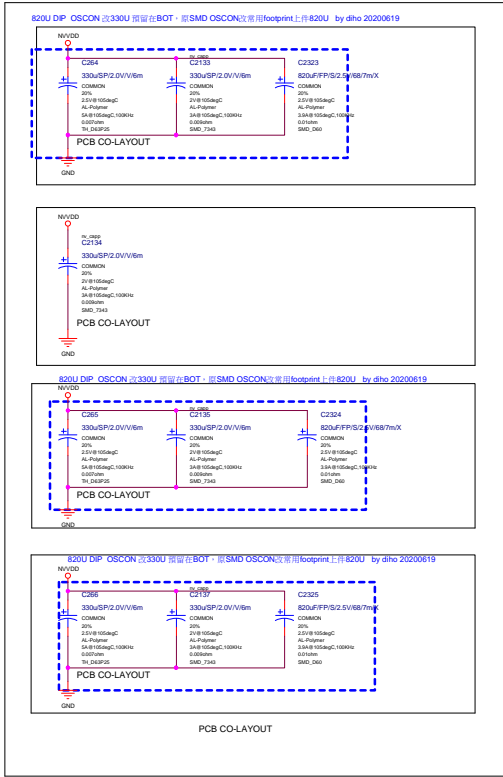 820U DIP OSCON 改330U 預留在BOT，原SMD OSCON改常用footprint上件820U by diho 20200619
NVVDD
nv_capp
C264 C2133 C2323
330u/SP/2.0V/V/6m 330u/SP/2.0V/V/6m 820uF/FP/S/2.5V/68/7m/X
COMMON COMMON COMMON
20% 20% 20%
2.5V@105degC 2V@105degC 2.5V@105degC
AL-Polymer AL-Polymer AL-Polymer
5A@105degC,100KHz 3A@105degC,100KHz 3.9A@105degC,100KHz
0.007ohm 0.009ohm 0.01ohm
TH_D63P25 SMD_7343 SMD_D60
PCB CO-LAYOUT
GND
NVVDD
nv_capp
C2134
330u/SP/2.0V/V/6m
COMMON
20%
2V@105degC
AL-Polymer
3A@105degC,100KHz
0.009ohm
SMD_7343
PCB CO-LAYOUT
GND
820U DIP OSCON 改330U 預留在BOT，原SMD OSCON改常用footprint上件820U by diho 20200619
NVVDD
nv_capp
C265 C2135 C2324
330u/SP/2.0V/V/6m 330u/SP/2.0V/V/6m 820uF/FP/S/2.5V/68/7m/X
COMMON COMMON COMMON
20% 20% 20%
2.5V@105degC 2V@105degC 2.5V@105degC
AL-Polymer AL-Polymer AL-Polymer
5A@105degC,100KHz 3A@105degC,100KHz 3.9A@105degC,100KHz
0.007ohm 0.009ohm 0.01ohm
TH_D63P25 SMD_7343 SMD_D60
PCB CO-LAYOUT
GND
820U DIP OSCON 改330U 預留在BOT，原SMD OSCON改常用footprint上件820U by diho 20200619
NVVDD
nv_capp
C266 C2137 C2325
330u/SP/2.0V/V/6m 330u/SP/2.0V/V/6m 820uF/FP/S/2.5V/68/7m/X
COMMON COMMON COMMON
20% 20% 20%
2.5V@105degC 2V@105degC 2.5V@105degC
AL-Polymer AL-Polymer AL-Polymer
5A@105degC,100KHz 3A@105degC,100KHz 3.9A@105degC,100KHz
0.007ohm 0.009ohm 0.01ohm
TH_D63P25 SMD_7343 SMD_D60
PCB CO-LAYOUT
GND
PCB CO-LAYOUT